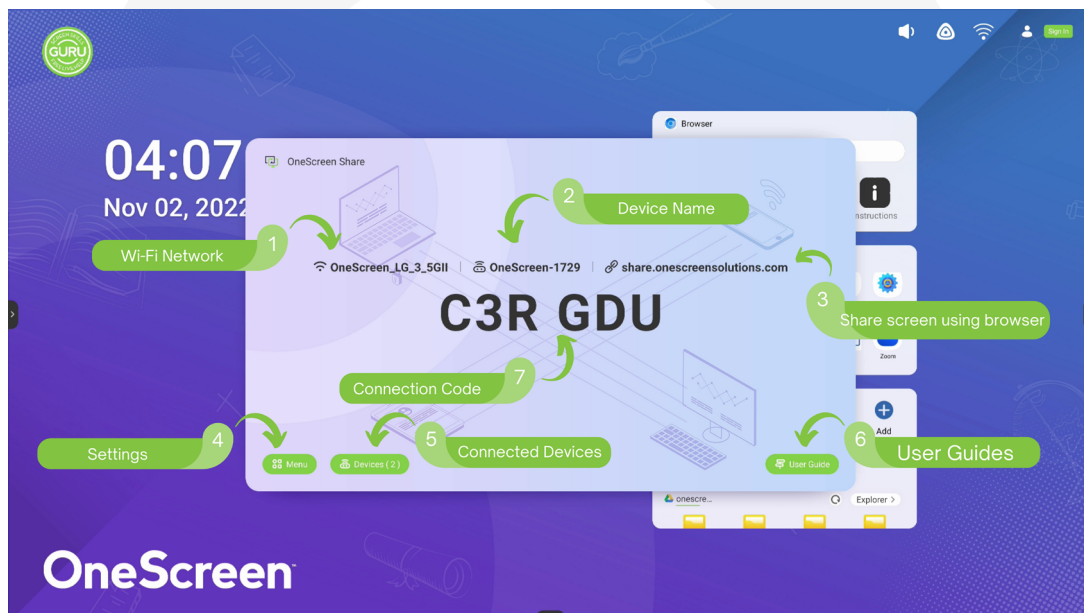 GURU
Sign In
04:07
Nov 02, 2022
Browser
OneScreen Share
2
Device Name
1
Wi-Fi Network
OneScreen_LG_3_5GII
OneScreen-1729
share.onescreensolutions.com
3
Share screen using browser
C3R GDU
7
Connection Code
Zoom
Add
4
Settings
5
Connected Devices
6
User Guides
Menu
Devices ( 2 )
User Guide
onescre...
Explorer >
OneScreen